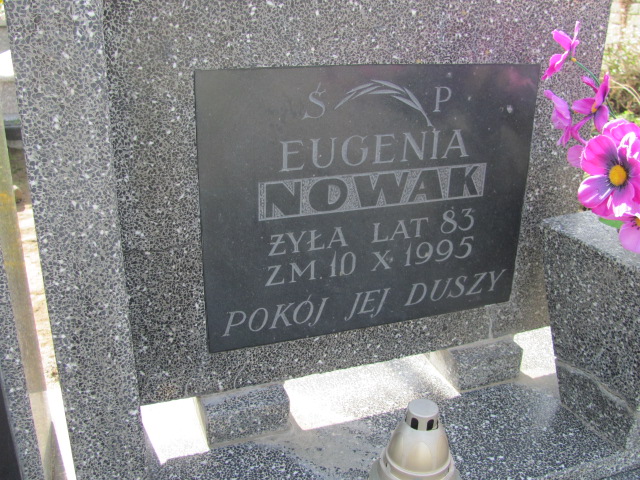 Ś P
EUGENIA
NOWAK
ŻYŁA LAT 83
ZM. 10 X 1995
POKÓJ JEJ DUSZY